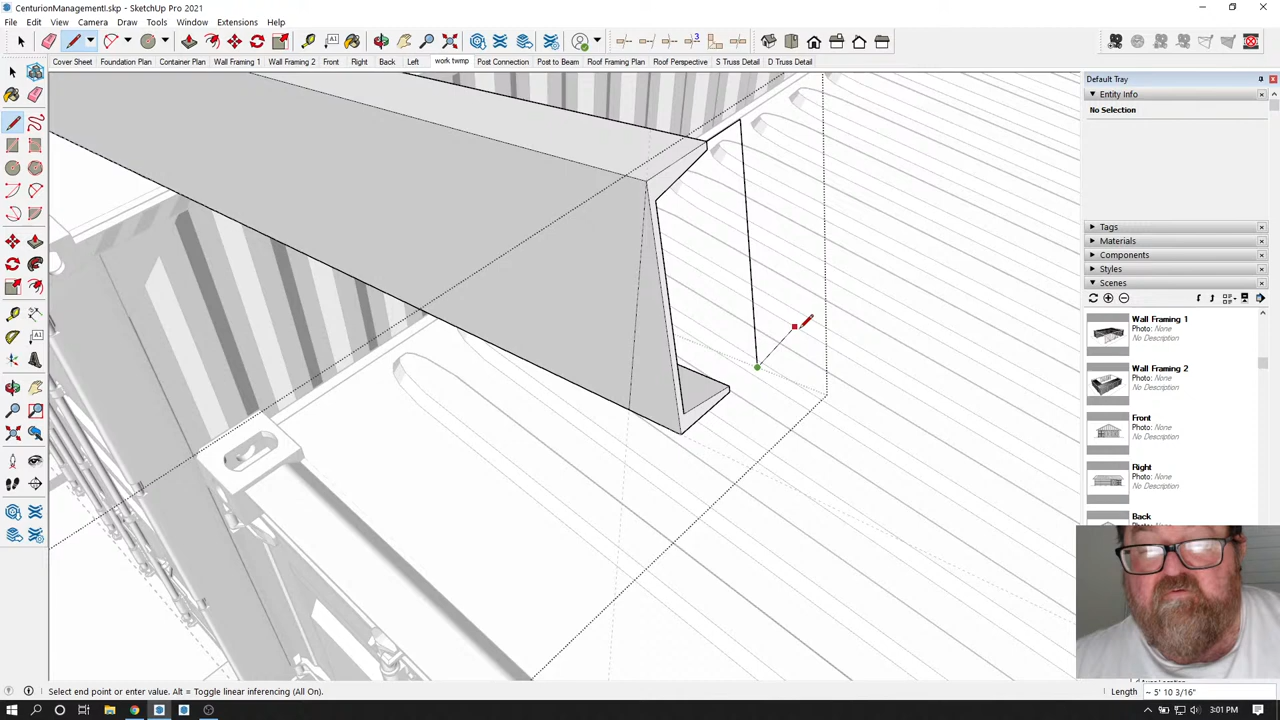 CenturionManagementI.skp - SketchUp Pro 2021
File Edit View Camera Draw Tools Window Extensions Help
Cover Sheet Foundation Plan Container Plan Wall Framing 1 Wall Framing 2 Front Right Back Left work twmp Post Connection Post to Beam Roof Framing Plan Roof Perspective S Truss Detail D Truss Detail
Default Tray
Entity Info
No Selection
Tags
Materials
Components
Styles
Scenes
Wall Framing 1
Photo: None
No Description
Wall Framing 2
Photo: None
No Description
Front
Photo: None
No Description
Right
Photo: None
No Description
Back
Select end point or enter value. Alt = Toggle linear inferencing (All On).
Length ~ 5' 10 3/16"
3:01 PM